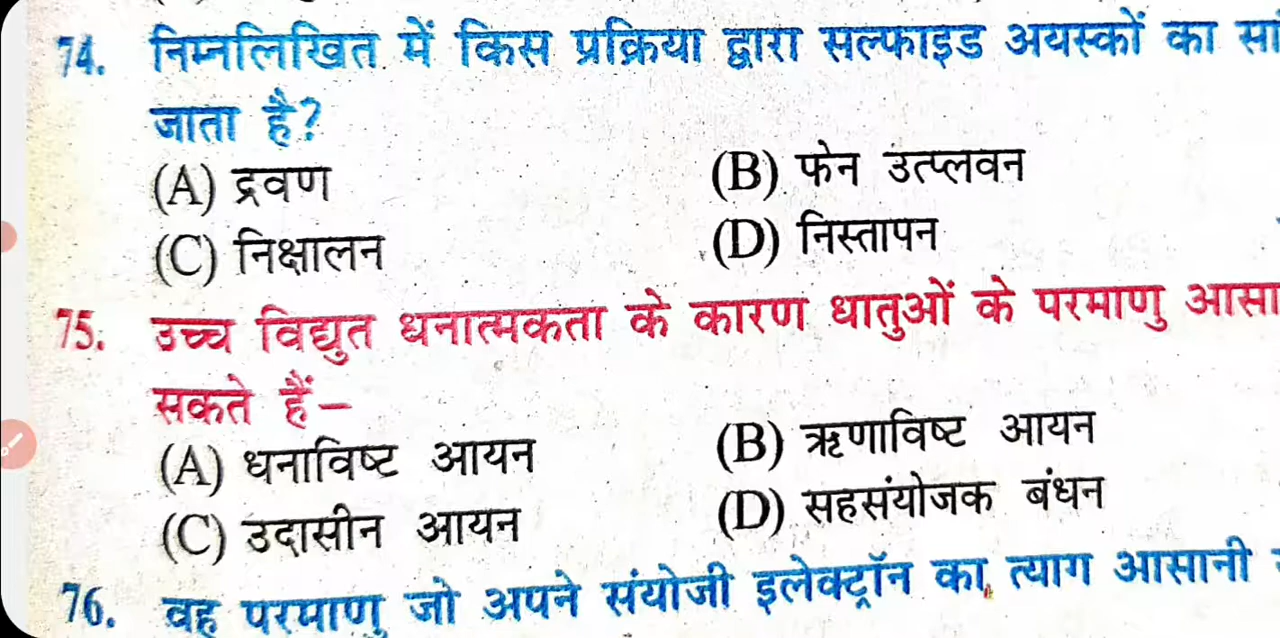 74. निम्नलिखित में किस प्रक्रिया द्वारा सल्फाइड अयस्कों का
जाता है?
(A) द्रवण (B) फेन उत्प्लवन
(C) निक्षालन (D) निस्तापन
75. उच्च विद्युत धनात्मकता के कारण धातुओं के परमाणु
सकते हैं–
(A) धनाविष्ट आयन (B) ऋणाविष्ट आयन
(C) उदासीन आयन (D) सहसंयोजक बंधन
76. वह परमाणु जो अपने संयोजी इलेक्ट्रॉन का त्याग आसानी